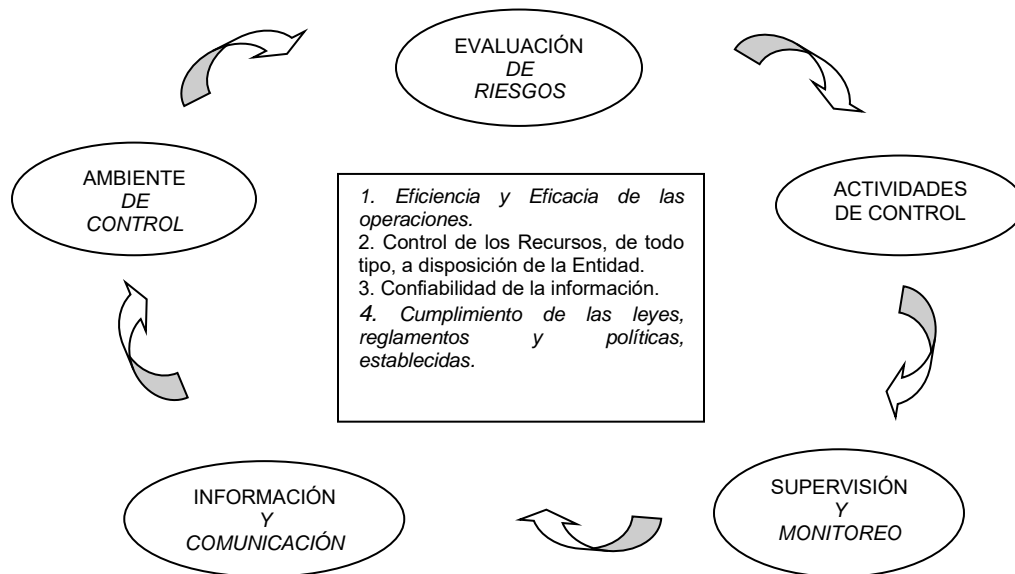 EVALUACIÓN
DE
RIESGOS
AMBIENTE
DE
CONTROL
1. Eficiencia y Eficacia de las
operaciones.
2. Control de los Recursos, de todo
tipo, a disposición de la Entidad.
3. Confiabilidad de la información.
4. Cumplimiento de las leyes,
reglamentos y políticas,
establecidas.
ACTIVIDADES
DE CONTROL
INFORMACIÓN
Y
COMUNICACIÓN
SUPERVISIÓN
Y
MONITOREO